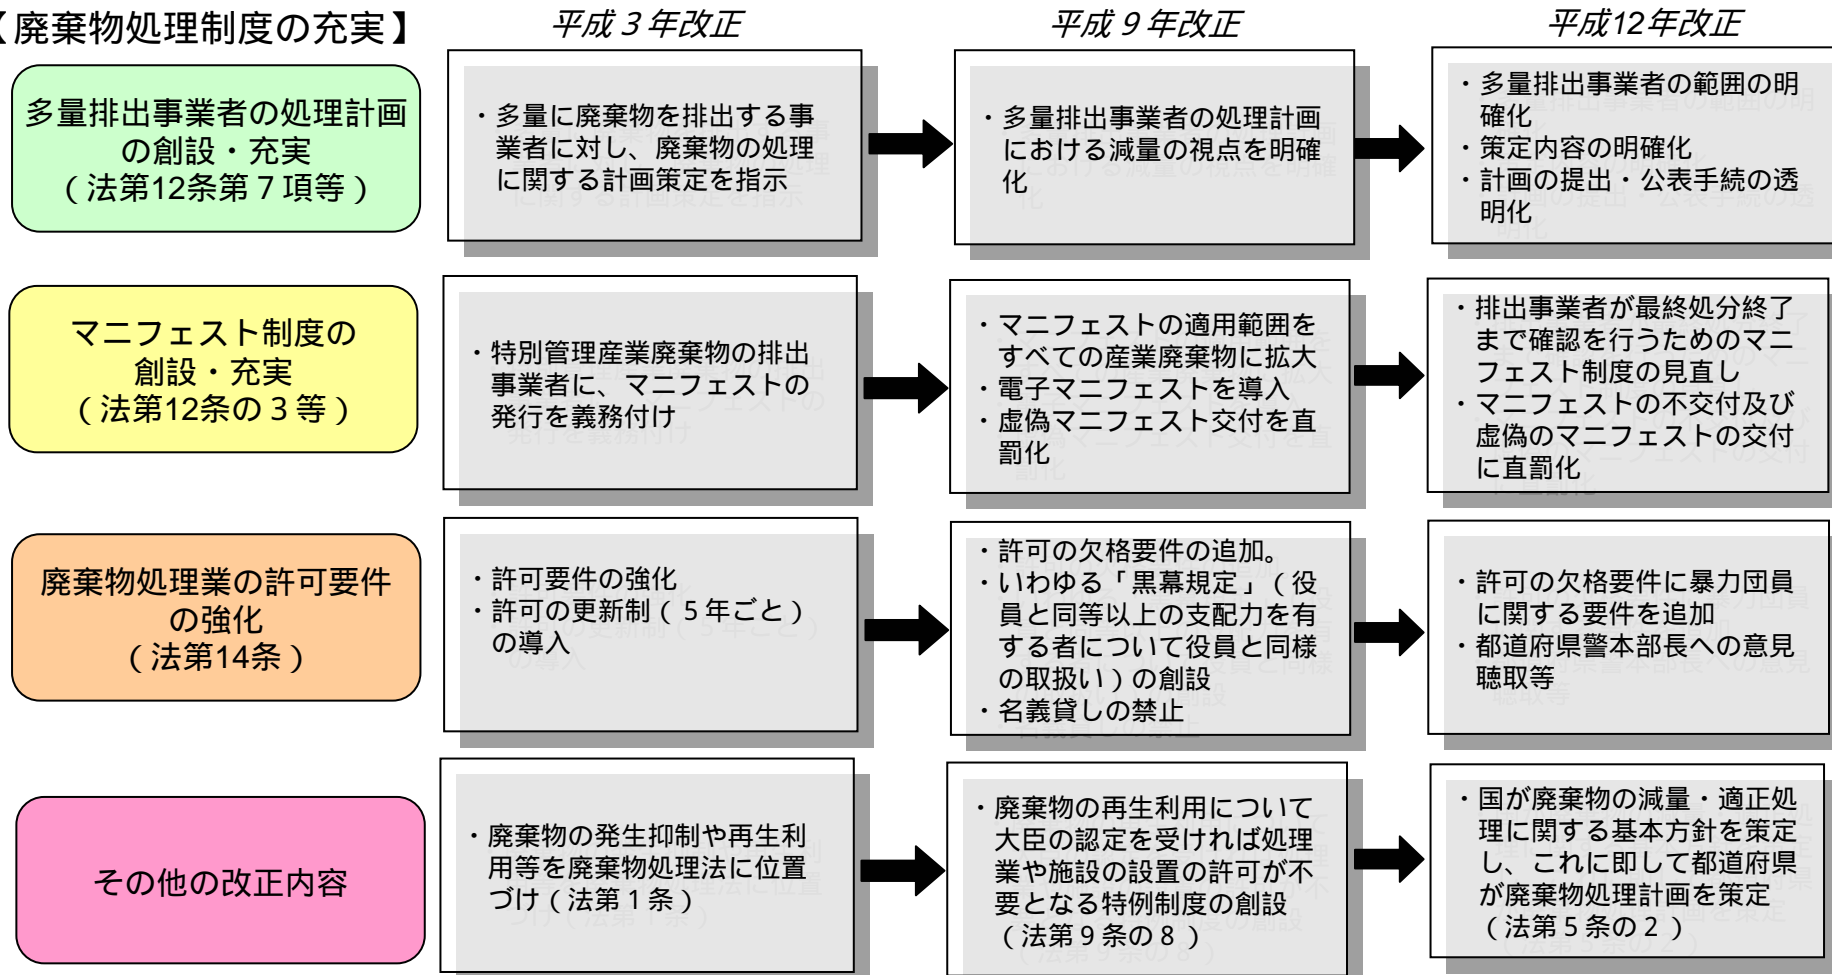 【廃棄物処理制度の充実】
平成３年改正
平成９年改正
平成12年改正
多量排出事業者の処理計画
の創設・充実
（法第12条第７項等）
・多量に廃棄物を排出する事
業者に対し、廃棄物の処理
に関する計画策定を指示
・多量排出事業者の処理計画
における減量の視点を明確
化
・多量排出事業者の範囲の明
確化
・策定内容の明確化
・計画の提出・公表手続の透
明化
マニフェスト制度の
創設・充実
（法第12条の３等）
・特別管理産業廃棄物の排出
事業者に、マニフェストの
発行を義務付け
・マニフェストの適用範囲を
すべての産業廃棄物に拡大
・電子マニフェストを導入
・虚偽マニフェスト交付を直
罰化
・排出事業者が最終処分終了
まで確認を行うためのマニ
フェスト制度の見直し
・マニフェストの不交付及び
虚偽のマニフェストの交付
に直罰化
廃棄物処理業の許可要件
の強化
（法第14条）
・許可要件の強化
・許可の更新制（５年ごと）
の導入
・許可の欠格要件の追加。
・いわゆる「黒幕規定」（役
員と同等以上の支配力を有
する者について役員と同様
の取扱い）の創設
・名義貸しの禁止
・許可の欠格要件に暴力団員
に関する要件を追加
・都道府県警本部長への意見
聴取等
その他の改正内容
・廃棄物の発生抑制や再生利
用等を廃棄物処理法に位置
づけ（法第１条）
・廃棄物の再生利用について
大臣の認定を受ければ処理
業や施設の設置の許可が不
要となる特例制度の創設
（法第９条の８）
・国が廃棄物の減量・適正処
理に関する基本方針を策定
し、これに即して都道府県
が廃棄物処理計画を策定
（法第５条の２）